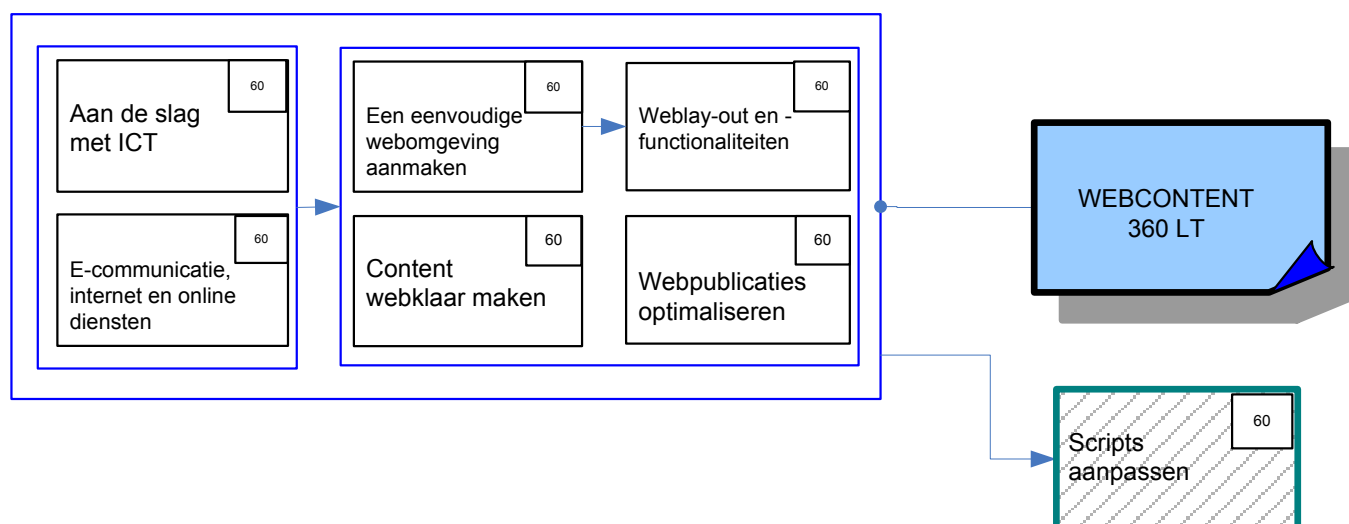 60
Aan de slag
met ICT
60
E-communicatie,
internet en online
diensten
60
Een eenvoudige
webomgeving
aanmaken
60
Weblay-out en -
functionaliteiten
60
Content
webklaar maken
60
Webpublicaties
optimaliseren
WEBCONTENT
360 LT
60
Scripts
aanpassen